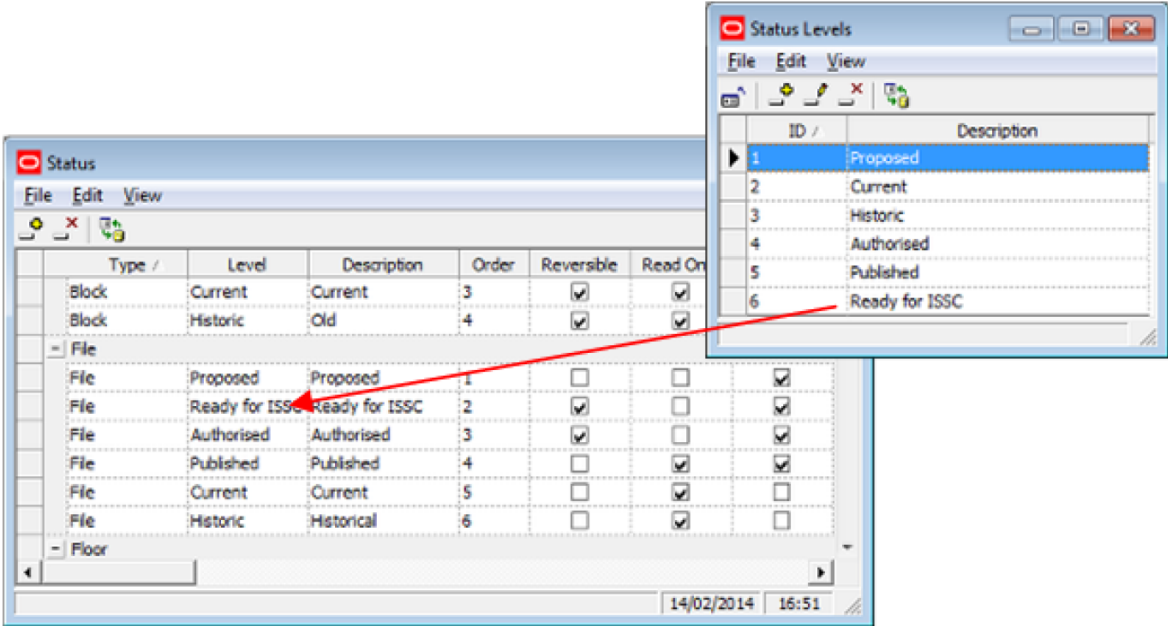 Status Levels
File Edit View
ID / Description
1 Proposed
2 Current
3 Historic
4 Authorised
5 Published
6 Ready for ISSC
Status
File Edit View
Type / Level Description Order Reversible Read On
Block Current Current 3
Block Historic Old 4
File
File Proposed Proposed 1
File Ready for ISSC Ready for ISSC 2
File Authorised Authorised 3
File Published Published 4
File Current Current 5
File Historic Historical 6
Floor
14/02/2014 16:51